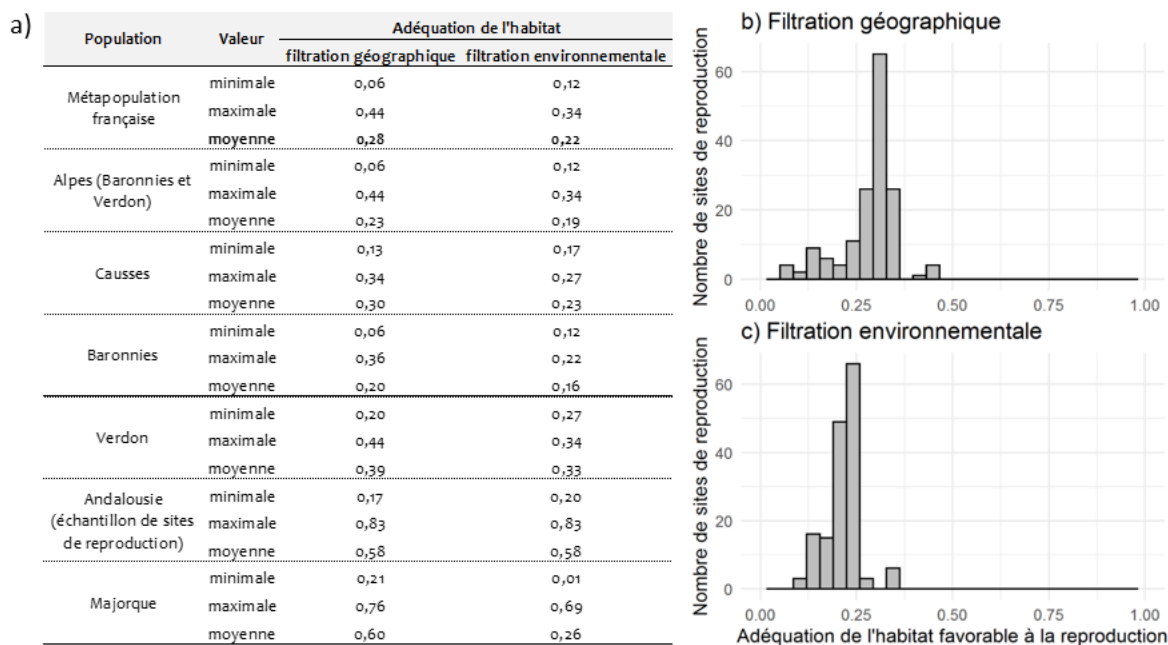 a)
Population Valeur Adéquation de l'habitat
filtration géographique filtration environnementale
Métapopulation française
minimale 0,06 0,12
maximale 0,44 0,34
moyenne 0,28 0,22
Alpes (Baronnies et Verdon)
minimale 0,06 0,12
maximale 0,44 0,34
moyenne 0,23 0,19
Causses
minimale 0,13 0,17
maximale 0,34 0,27
moyenne 0,30 0,23
Baronnies
minimale 0,06 0,12
maximale 0,36 0,22
moyenne 0,20 0,16
Verdon
minimale 0,20 0,27
maximale 0,44 0,34
moyenne 0,39 0,33
Andalousie (échantillon de sites de reproduction)
minimale 0,17 0,20
maximale 0,83 0,83
moyenne 0,58 0,58
Majorque
minimale 0,21 0,01
maximale 0,76 0,69
moyenne 0,60 0,26
b) Filtration géographique
Nombre de sites de reproduction
60
40
20
0
0.00 0.25 0.50 0.75 1.00
c) Filtration environnementale
Nombre de sites de reproduction
60
40
20
0
0.00 0.25 0.50 0.75 1.00
Adéquation de l'habitat favorable à la reproduction